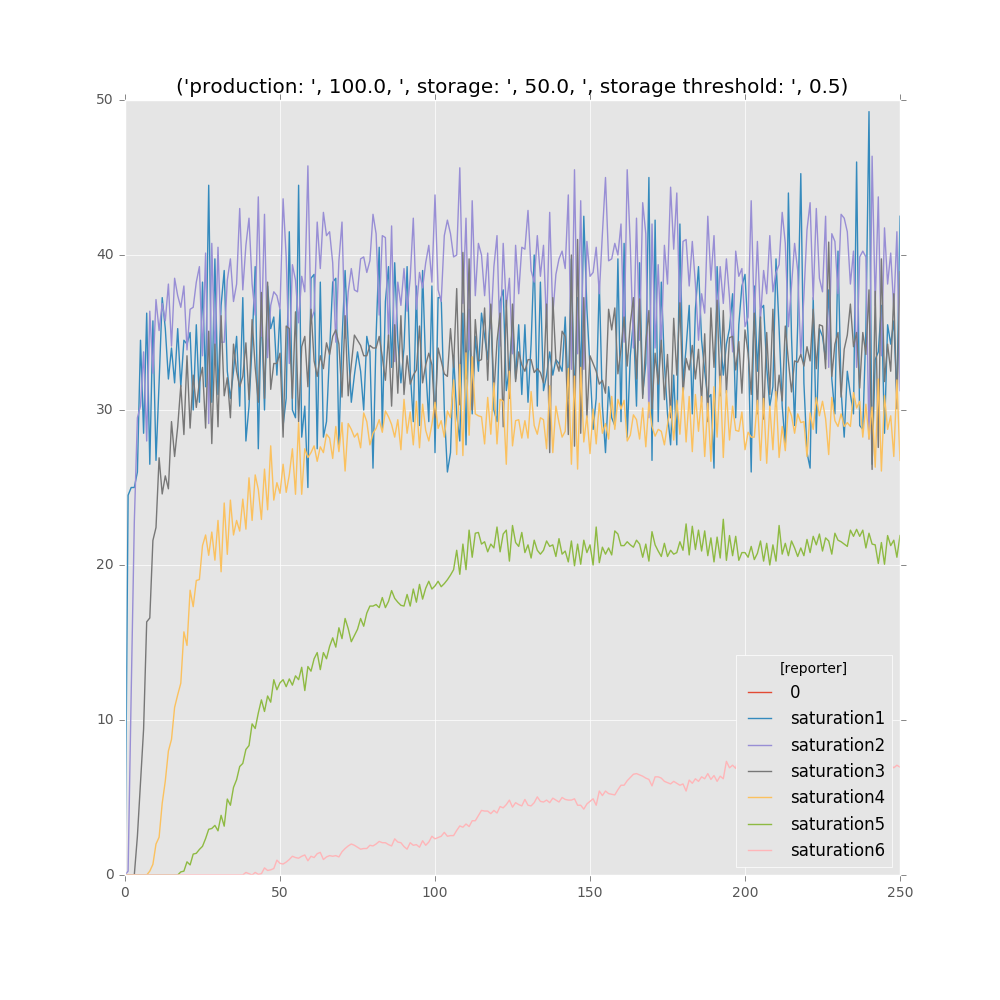 ('production: ', 100.0, ', storage: ', 50.0, ', storage threshold: ', 0.5)
50
40
30
20
10
0
0 50 100 150 200 250
[reporter]
0
saturation1
saturation2
saturation3
saturation4
saturation5
saturation6